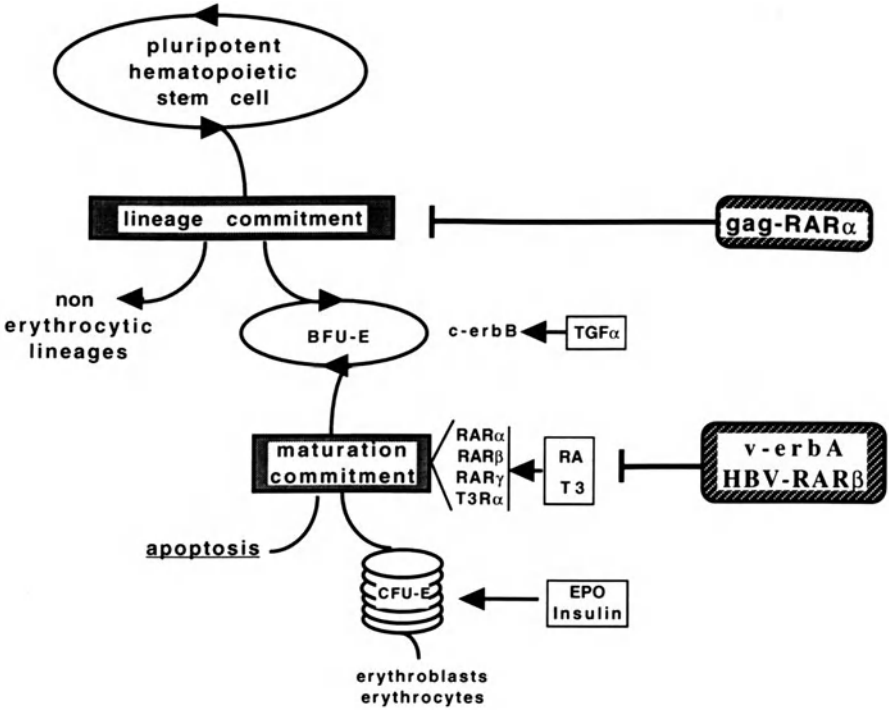 pluripotent
hematopoietic
stem cell
lineage commitment
gag-RARα
non
erythrocytic
lineages
BFU-E
c-erbB
TGFα
maturation
commitment
RARα
RARβ
RARγ
T3Rα
RA
T3
v-erbA
HBV-RARβ
apoptosis
CFU-E
EPO
Insulin
erythroblasts
erythrocytes